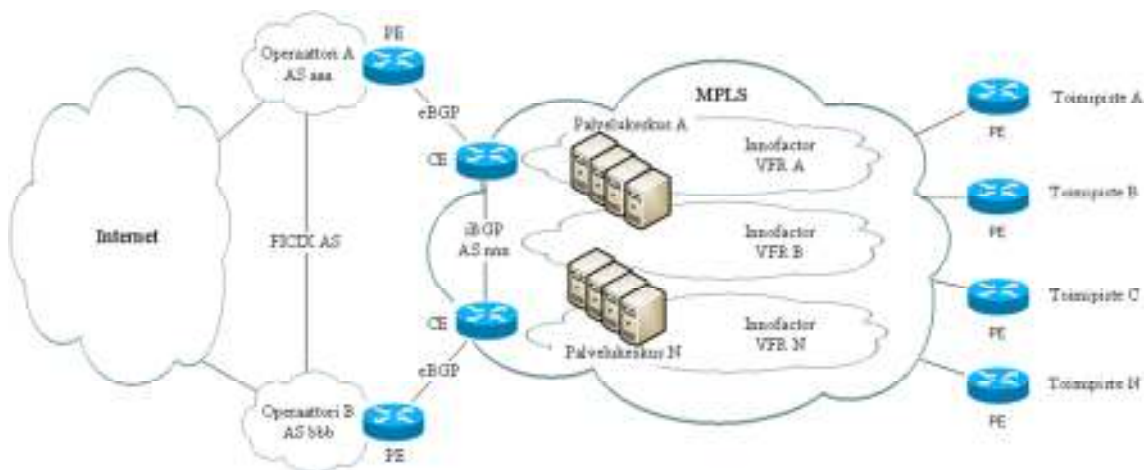 PE
Operaattori A
AS aaa
eBGP
MPLS
Palvelukeskus A
CE
Innofactor
VFR A
Toimipiste A
PE
Internet
FICIX AS
iBGP
AS nnn
Innofactor
VFR B
Toimipiste B
PE
CE
Palvelukeskus N
Innofactor
VFR N
Toimipiste C
PE
eBGP
Operaattori B
AS bbb
PE
Toimipiste N
PE